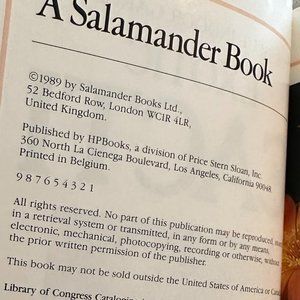 A Salamander Book
©1989 by Salamander Books Ltd.,
52 Bedford Row, London WC1R 4LR,
United Kingdom.
Published by HPBooks, a division of Price Stern Sloan, Inc.
360 North La Cienega Boulevard, Los Angeles, California 90048.
Printed in Belgium.
9 8 7 6 5 4 3 2 1
All rights reserved. No part of this publication may be reproduced,
in a retrieval system or transmitted, in any form or by any means,
electronic, mechanical, photocopying, recording or otherwise, without
the prior written permission of the publisher.
This book may not be sold outside the United States of America or
Library of Congress